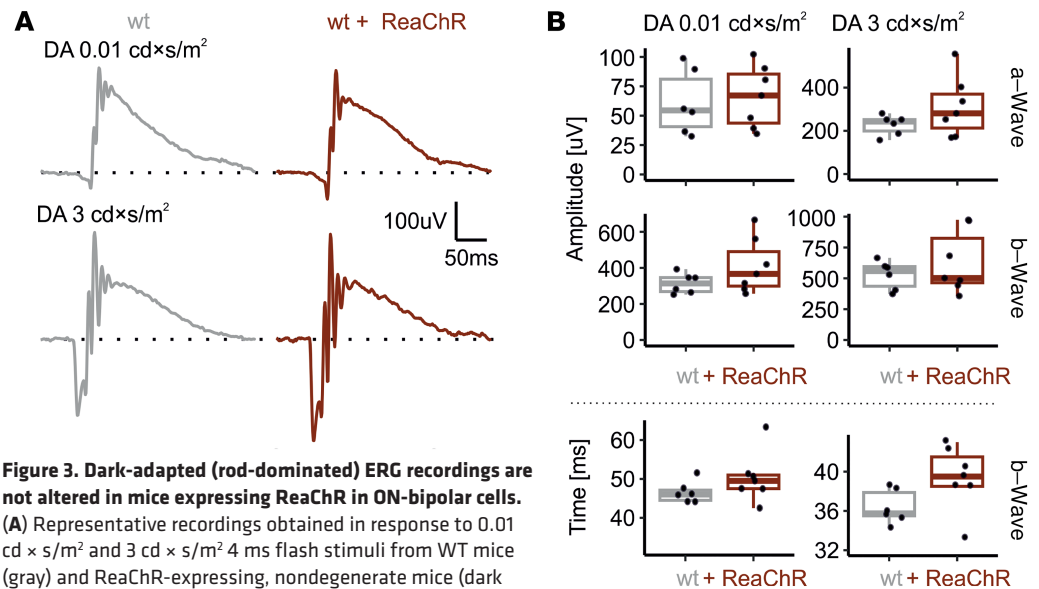 A
wt
wt + ReaChR
DA 0.01 cd×s/m²
DA 3 cd×s/m²
100uV
50ms
B
DA 0.01 cd×s/m²
DA 3 cd×s/m²
Amplitude [uV]
100
75
50
25
0
400
200
0
a–Wave
600
400
200
0
1000
750
500
250
0
b–Wave
wt + ReaChR
wt + ReaChR
Time [ms]
60
50
40
40
36
32
b–Wave
wt + ReaChR
wt + ReaChR
Figure 3. Dark-adapted (rod-dominated) ERG recordings are
not altered in mice expressing ReaChR in ON-bipolar cells.
(A) Representative recordings obtained in response to 0.01
cd × s/m² and 3 cd × s/m² 4 ms flash stimuli from WT mice
(gray) and ReaChR-expressing, nondegenerate mice (dark